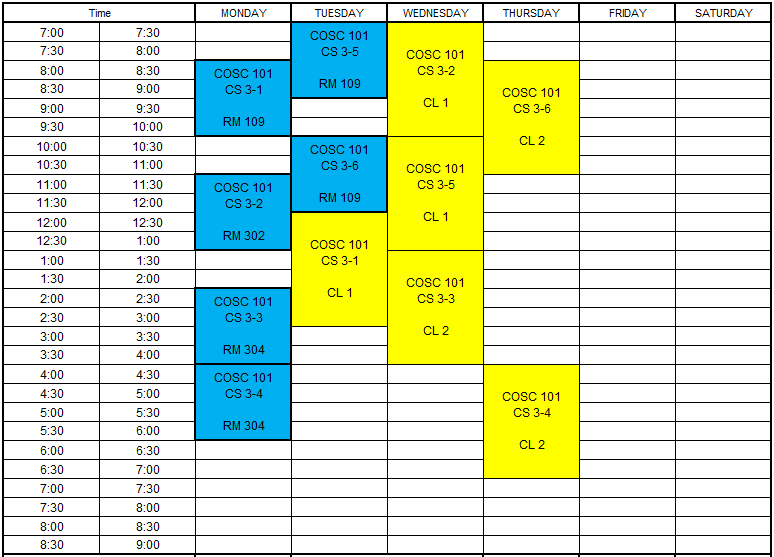 Time MONDAY TUESDAY WEDNESDAY THURSDAY FRIDAY SATURDAY
7:00 7:30
7:30 8:00
8:00 8:30
8:30 9:00
9:00 9:30
9:30 10:00
10:00 10:30
10:30 11:00
11:00 11:30
11:30 12:00
12:00 12:30
12:30 1:00
1:00 1:30
1:30 2:00
2:00 2:30
2:30 3:00
3:00 3:30
3:30 4:00
4:00 4:30
4:30 5:00
5:00 5:30
5:30 6:00
6:00 6:30
6:30 7:00
7:00 7:30
7:30 8:00
8:00 8:30
8:30 9:00
COSC 101
CS 3-1
RM 109
COSC 101
CS 3-2
RM 302
COSC 101
CS 3-3
RM 304
COSC 101
CS 3-4
RM 304
COSC 101
CS 3-5
RM 109
COSC 101
CS 3-6
RM 109
COSC 101
CS 3-1
CL 1
COSC 101
CS 3-2
CL 1
COSC 101
CS 3-5
CL 1
COSC 101
CS 3-3
CL 2
COSC 101
CS 3-6
CL 2
COSC 101
CS 3-4
CL 2